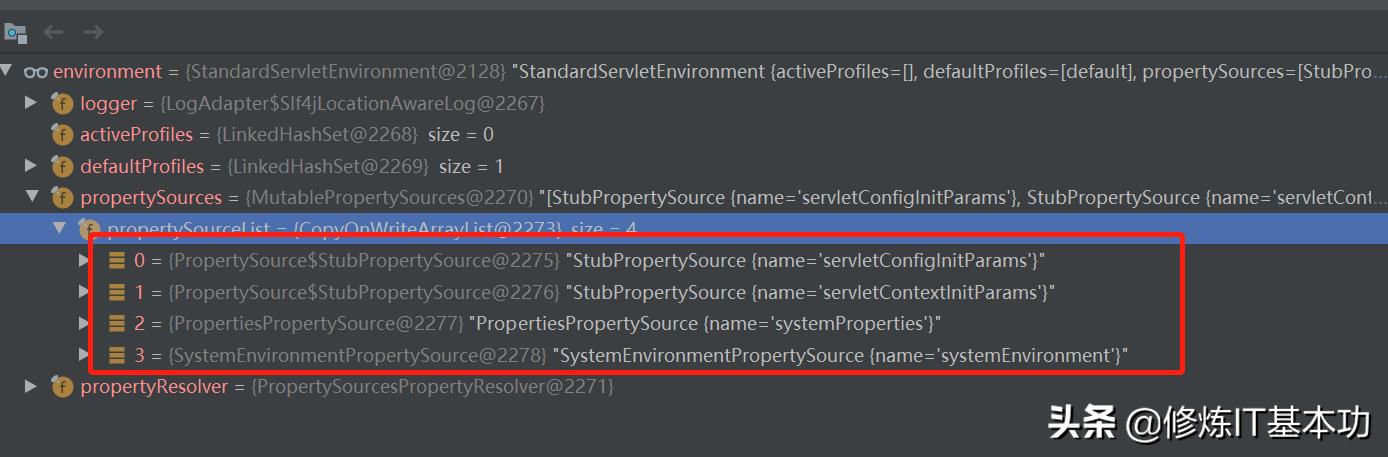 environment = {StandardServletEnvironment@2128} "StandardServletEnvironment {activeProfiles=[], defaultProfiles=[default], propertySources=[StubPro...
f logger = {LogAdapter$Slf4jLocationAwareLog@2267}
f activeProfiles = {LinkedHashSet@2268} size = 0
f defaultProfiles = {LinkedHashSet@2269} size = 1
f propertySources = {MutablePropertySources@2270} "[StubPropertySource {name='servletConfigInitParams'}, StubPropertySource {name='servletCont...
f propertySourceList = {CopyOnWriteArrayList@2273} size = 4
0 = {PropertySource$StubPropertySource@2275} "StubPropertySource {name='servletConfigInitParams'}"
1 = {PropertySource$StubPropertySource@2276} "StubPropertySource {name='servletContextInitParams'}"
2 = {PropertiesPropertySource@2277} "PropertiesPropertySource {name='systemProperties'}"
3 = {SystemEnvironmentPropertySource@2278} "SystemEnvironmentPropertySource {name='systemEnvironment'}"
f propertyResolver = {PropertySourcesPropertyResolver@2271}
头条 @修炼IT基本功